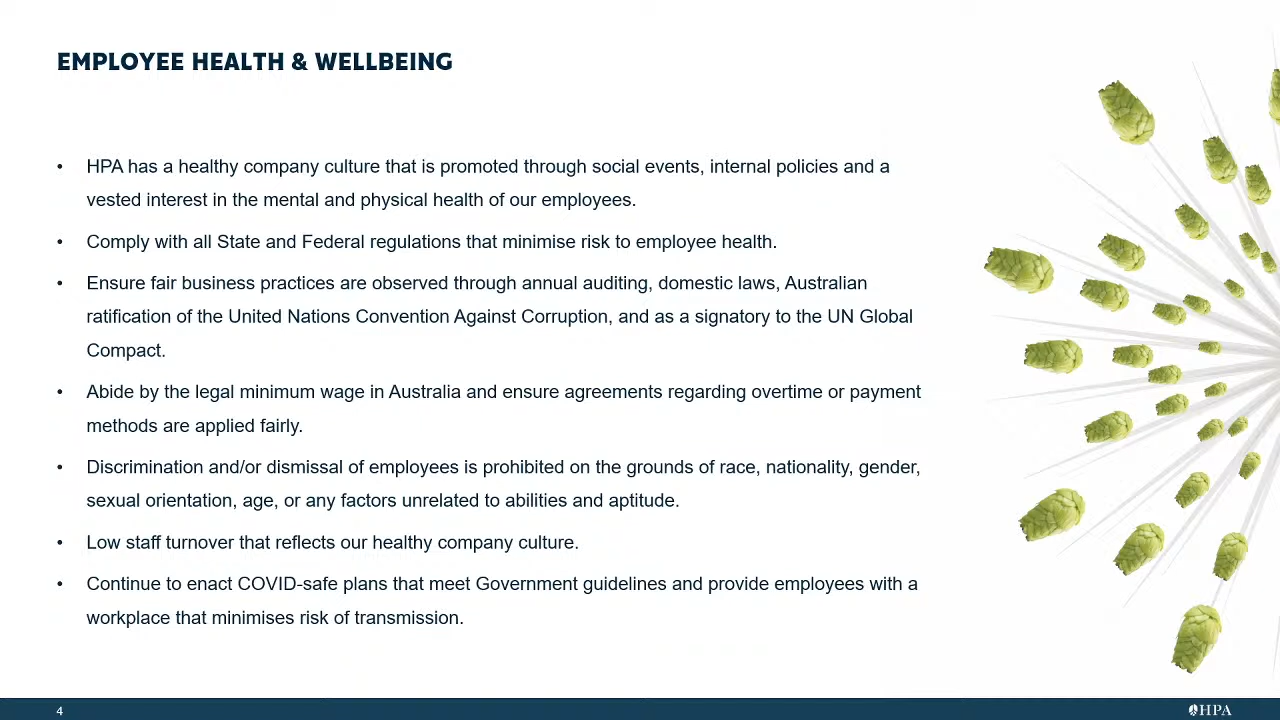 EMPLOYEE HEALTH & WELLBEING
• HPA has a healthy company culture that is promoted through social events, internal policies and a
vested interest in the mental and physical health of our employees.
• Comply with all State and Federal regulations that minimise risk to employee health.
• Ensure fair business practices are observed through annual auditing, domestic laws, Australian
ratification of the United Nations Convention Against Corruption, and as a signatory to the UN Global
Compact.
• Abide by the legal minimum wage in Australia and ensure agreements regarding overtime or payment
methods are applied fairly.
• Discrimination and/or dismissal of employees is prohibited on the grounds of race, nationality, gender,
sexual orientation, age, or any factors unrelated to abilities and aptitude.
• Low staff turnover that reflects our healthy company culture.
• Continue to enact COVID-safe plans that meet Government guidelines and provide employees with a
workplace that minimises risk of transmission.
4
HPA